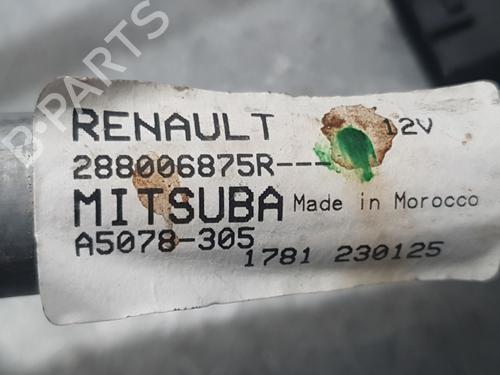 RENAULT 12V
288006875R---
MITSUBA Made in Morocco
A5078-305
1781 230125
B-PARTS